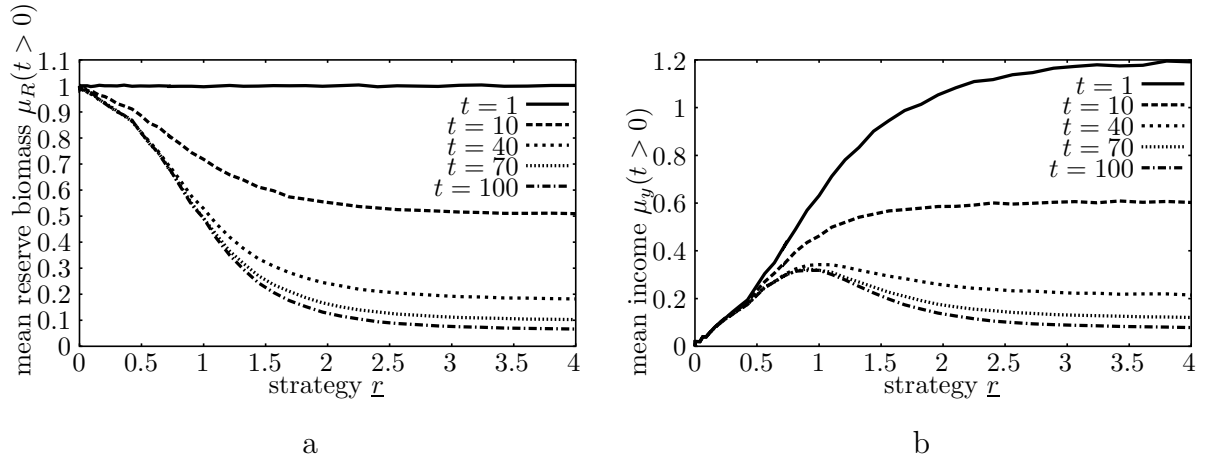 mean reserve biomass μ_R(t > 0)
1.1
1
0.9
0.8
0.7
0.6
0.5
0.4
0.3
0.2
0.1
0
t = 1
t = 10
t = 40
t = 70
t = 100
0 0.5 1 1.5 2 2.5 3 3.5 4
strategy r
a
mean income μ_y(t > 0)
1.2
1
0.8
0.6
0.4
0.2
0
t = 1
t = 10
t = 40
t = 70
t = 100
0 0.5 1 1.5 2 2.5 3 3.5 4
strategy r
b